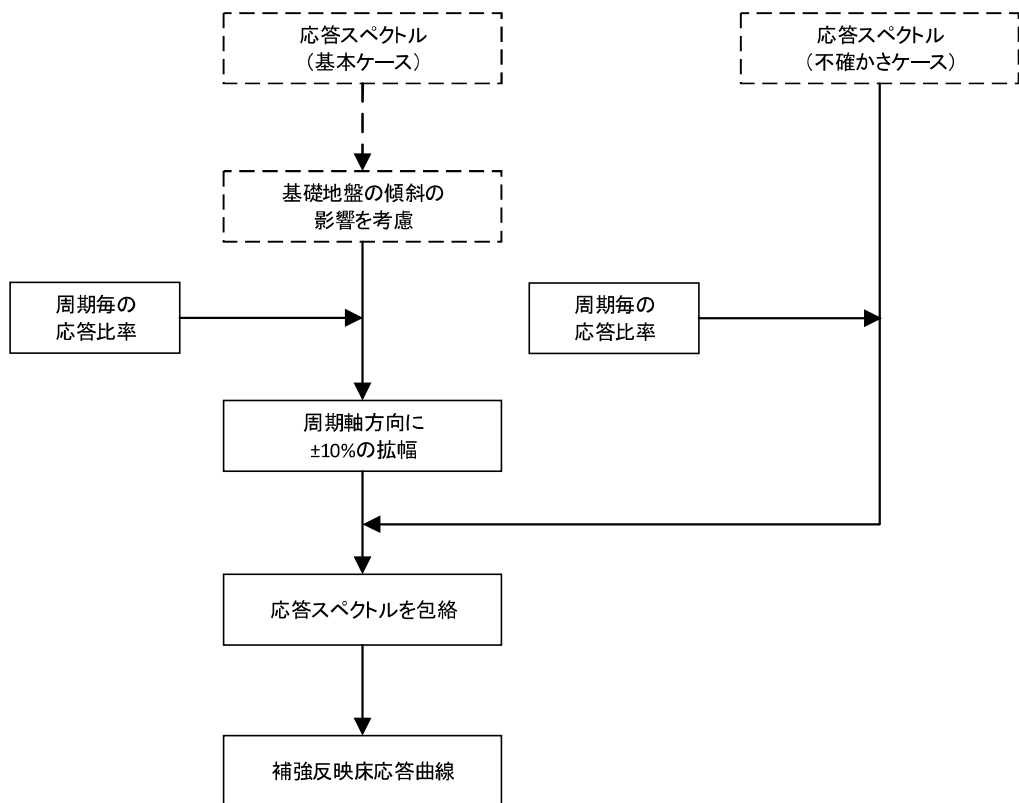 応答スペクトル
（基本ケース）
応答スペクトル
（不確かさケース）
基礎地盤の傾斜の
影響を考慮
周期毎の
応答比率
周期毎の
応答比率
周期軸方向に
±10%の拡幅
応答スペクトルを包絡
補強反映床応答曲線